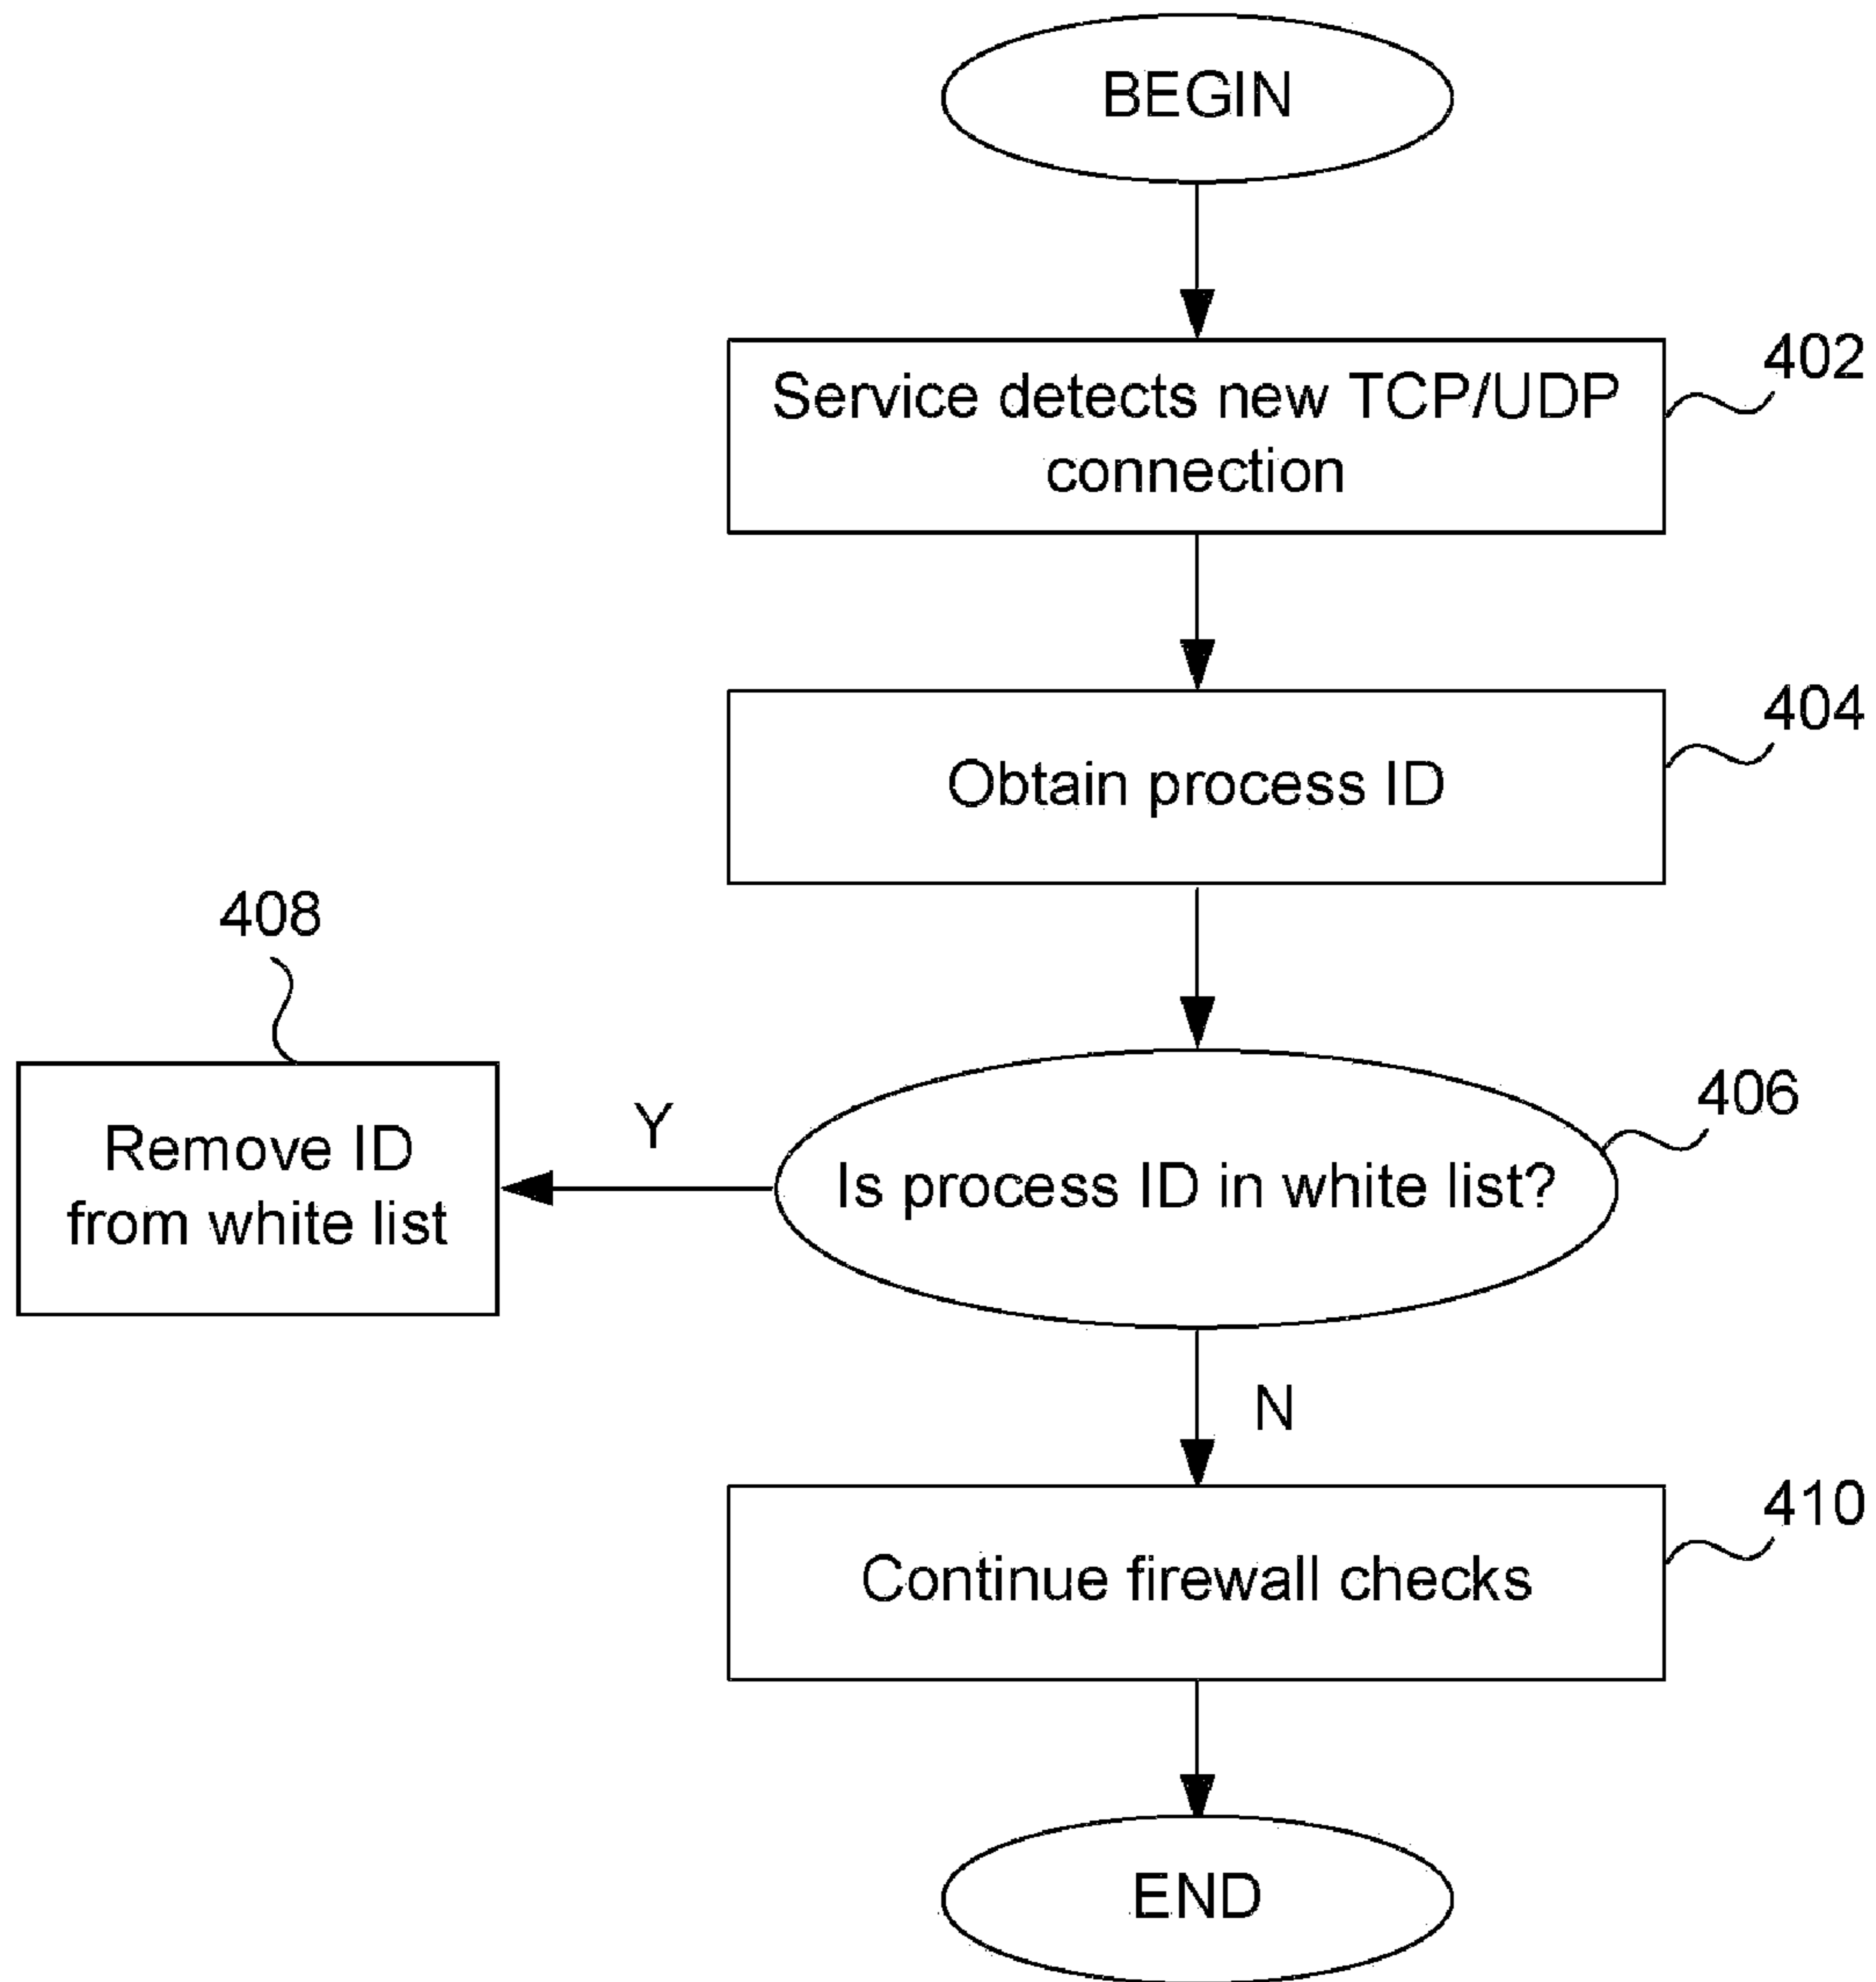 BEGIN
402
Service detects new TCP/UDP
connection
404
Obtain process ID
408
406
Y
Remove ID
from white list
Is process ID in white list?
N
410
Continue firewall checks
END